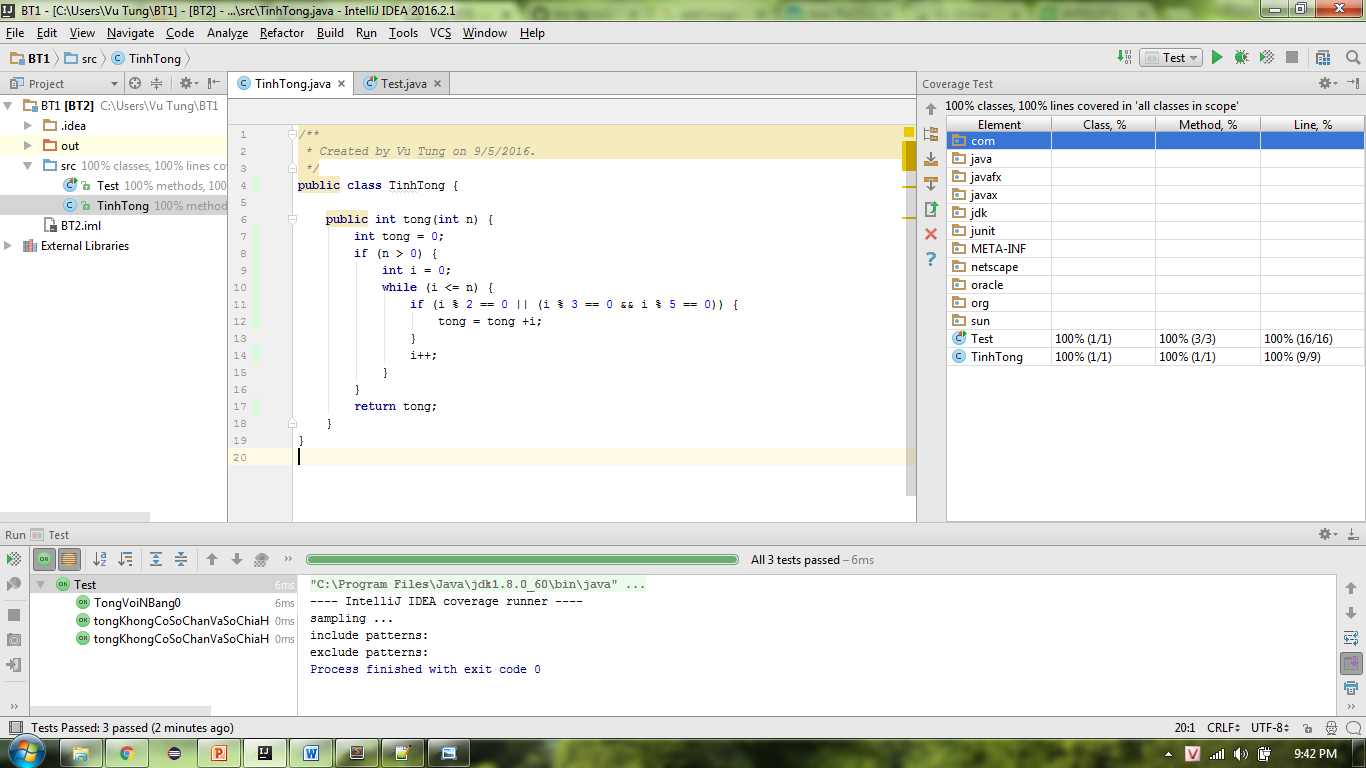 BT1 - [C:\Users\Vu Tung\BT1] - [BT2] - ...\src\TinhTong.java - IntelliJ IDEA 2016.2.1
File Edit View Navigate Code Analyze Refactor Build Run Tools VCS Window Help
BT1 src TinhTong
Test
Project
TinhTong.java
Test.java
BT1 [BT2] C:\Users\Vu Tung\BT1
.idea
out
src 100% classes, 100% lines co
Test 100% methods, 100
TinhTong 100% method
BT2.iml
External Libraries
1 /**
2 * Created by Vu Tung on 9/5/2016.
3 */
4 public class TinhTong {
5
6 public int tong(int n) {
7 int tong = 0;
8 if (n > 0) {
9 int i = 0;
10 while (i <= n) {
11 if (i % 2 == 0 || (i % 3 == 0 && i % 5 == 0)) {
12 tong = tong +i;
13 }
14 i++;
15 }
16 }
17 return tong;
18 }
19 }
20
Coverage Test
100% classes, 100% lines covered in 'all classes in scope'
Element Class, % Method, % Line, %
com
java
javafx
javax
jdk
junit
META-INF
netscape
oracle
org
sun
Test 100% (1/1) 100% (3/3) 100% (16/16)
TinhTong 100% (1/1) 100% (1/1) 100% (9/9)
Run Test
All 3 tests passed – 6ms
Test 6ms
TongVoiNBang0 6ms
tongKhongCoSoChanVaSoChiaH 0ms
tongKhongCoSoChanVaSoChiaH 0ms
"C:\Program Files\Java\jdk1.8.0_60\bin\java" ...
---- IntelliJ IDEA coverage runner ----
sampling ...
include patterns:
exclude patterns:
Process finished with exit code 0
Tests Passed: 3 passed (2 minutes ago)
20:1 CRLF UTF-8
9:42 PM